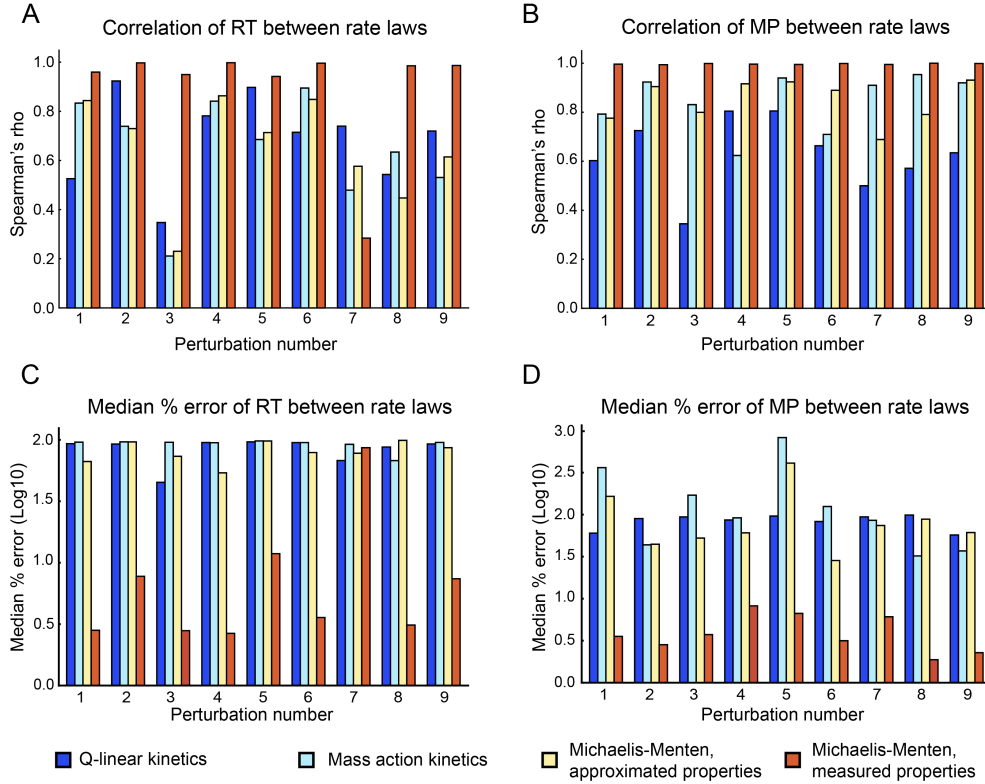 A
Correlation of RT between rate laws
Spearman's rho
1.0
0.8
0.6
0.4
0.2
0.0
1 2 3 4 5 6 7 8 9
Perturbation number
B
Correlation of MP between rate laws
Spearman's rho
1.0
0.8
0.6
0.4
0.2
0.0
1 2 3 4 5 6 7 8 9
Perturbation number
C
Median % error of RT between rate laws
Median % error (Log10)
2.0
1.5
1.0
0.5
0.0
1 2 3 4 5 6 7 8 9
Perturbation number
D
Median % error of MP between rate laws
Median % error (Log10)
3.0
2.5
2.0
1.5
1.0
0.5
0.0
1 2 3 4 5 6 7 8 9
Perturbation number
Q-linear kinetics
Mass action kinetics
Michaelis-Menten,
approximated properties
Michaelis-Menten,
measured properties